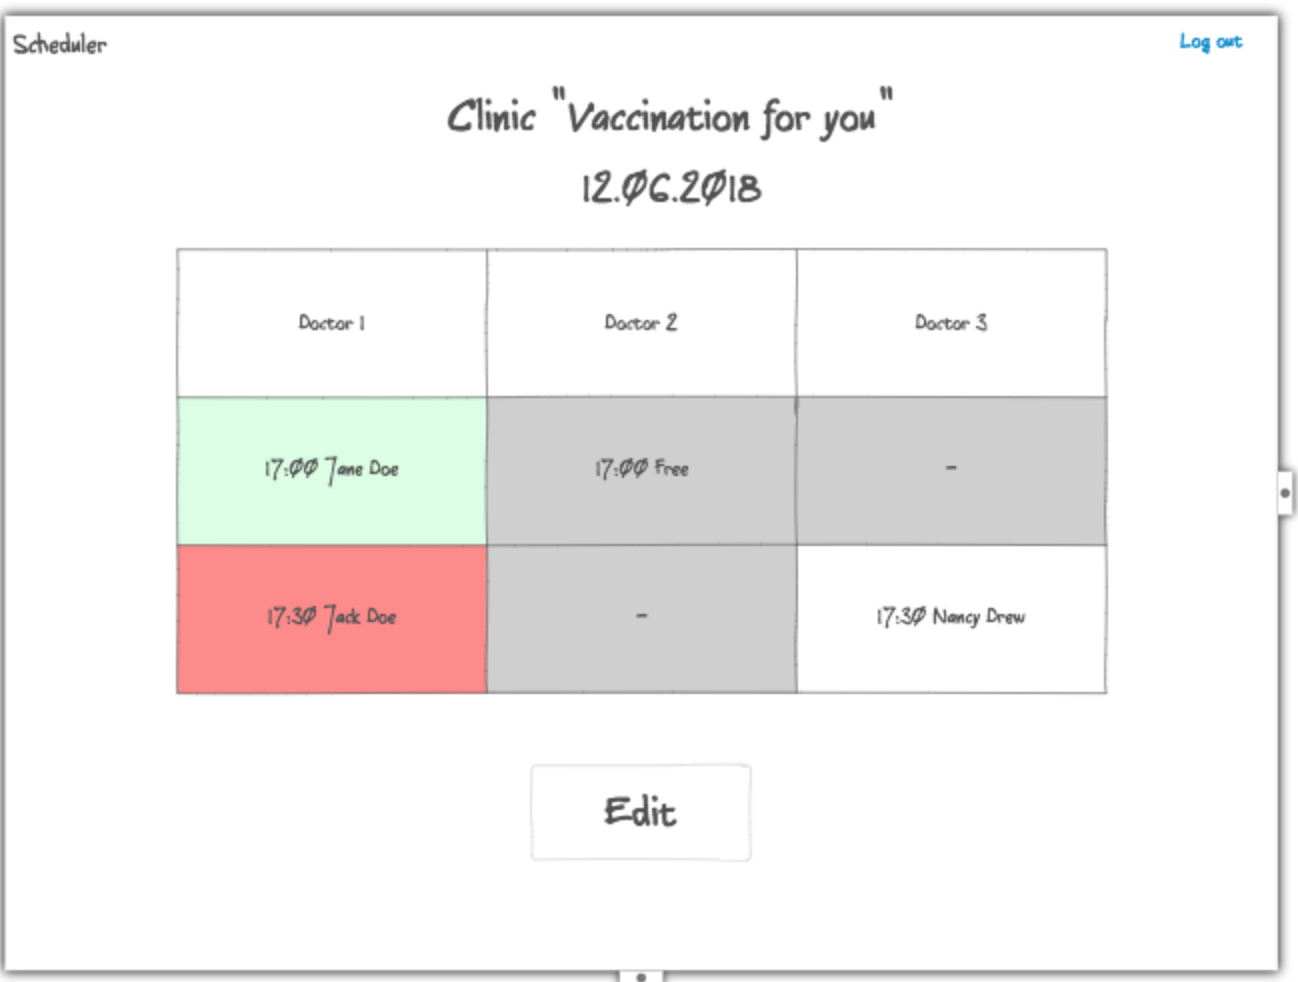 Scheduler
Log out
Clinic "Vaccination for you"
12.06.2018
Doctor 1
Doctor 2
Doctor 3
17:00 Jane Doe
17:00 Free
-
17:30 Jack Doe
-
17:30 Nancy Drew
Edit